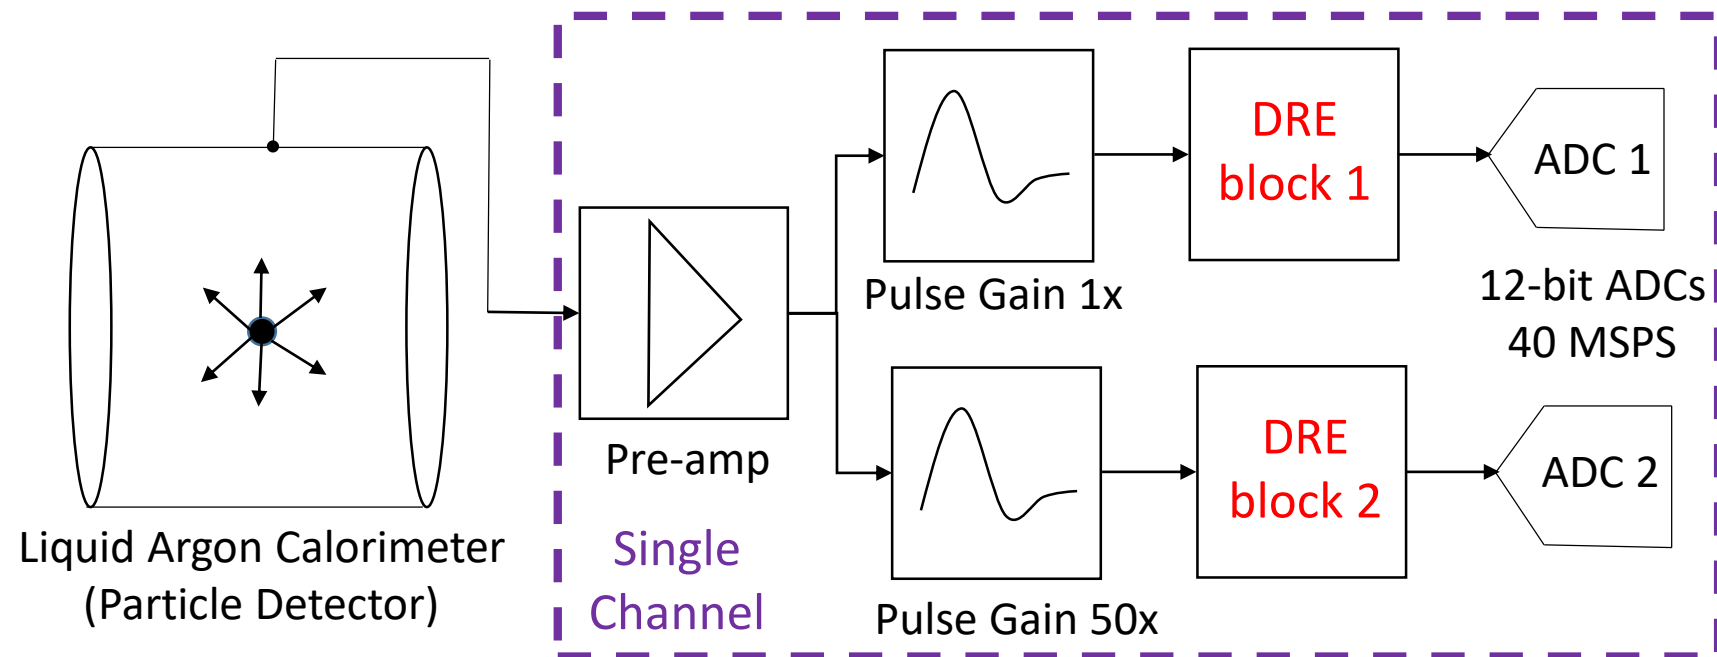 Liquid Argon Calorimeter
(Particle Detector)
Pre-amp
Single
Channel
Pulse Gain 1x
DRE
block 1
ADC 1
12-bit ADCs
40 MSPS
Pulse Gain 50x
DRE
block 2
ADC 2